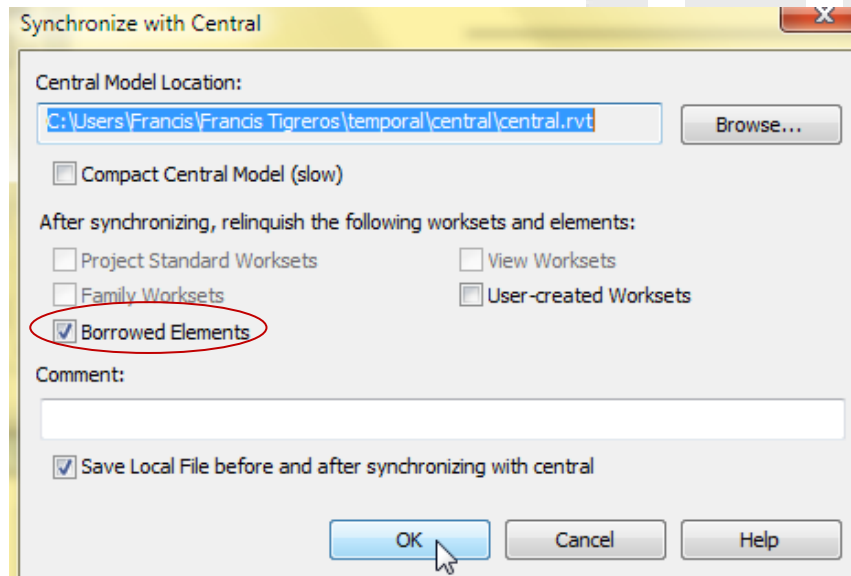 Synchronize with Central
Central Model Location:
C:\Users\Francis\Francis Tigreros\temporal\central\central.rvt Browse...
Compact Central Model (slow)
After synchronizing, relinquish the following worksets and elements:
Project Standard Worksets View Worksets
Family Worksets User-created Worksets
Borrowed Elements
Comment:
Save Local File before and after synchronizing with central
OK Cancel Help